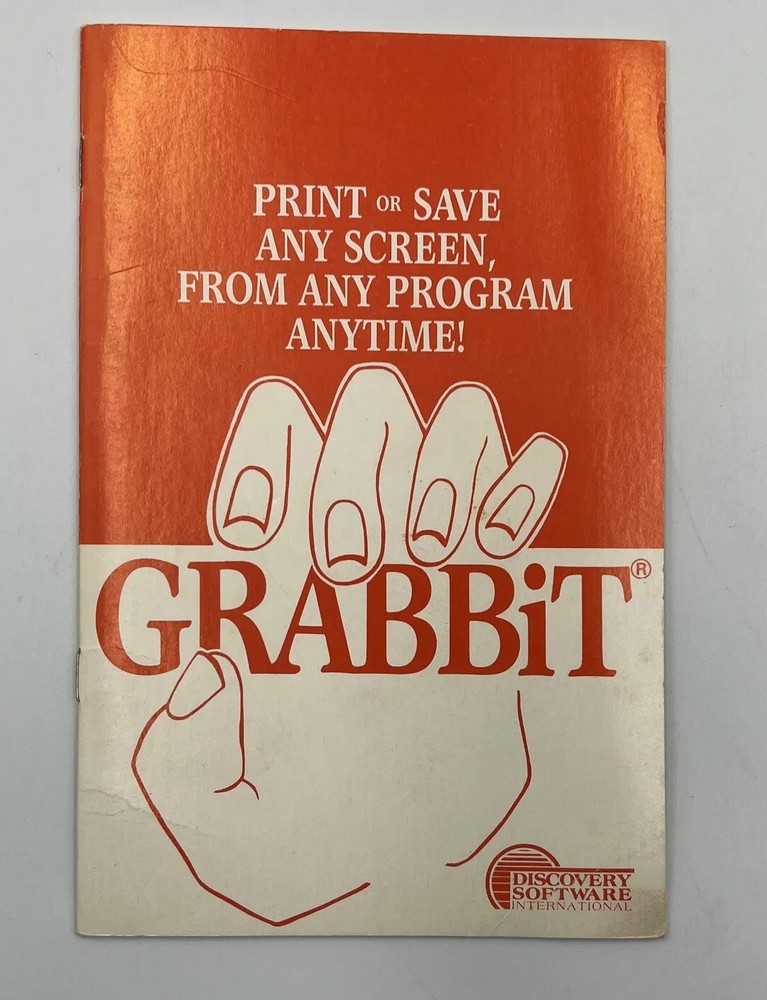 PRINT OR SAVE
ANY SCREEN,
FROM ANY PROGRAM
ANYTIME!
GRABBiT®
DISCOVERY
SOFTWARE
INTERNATIONAL